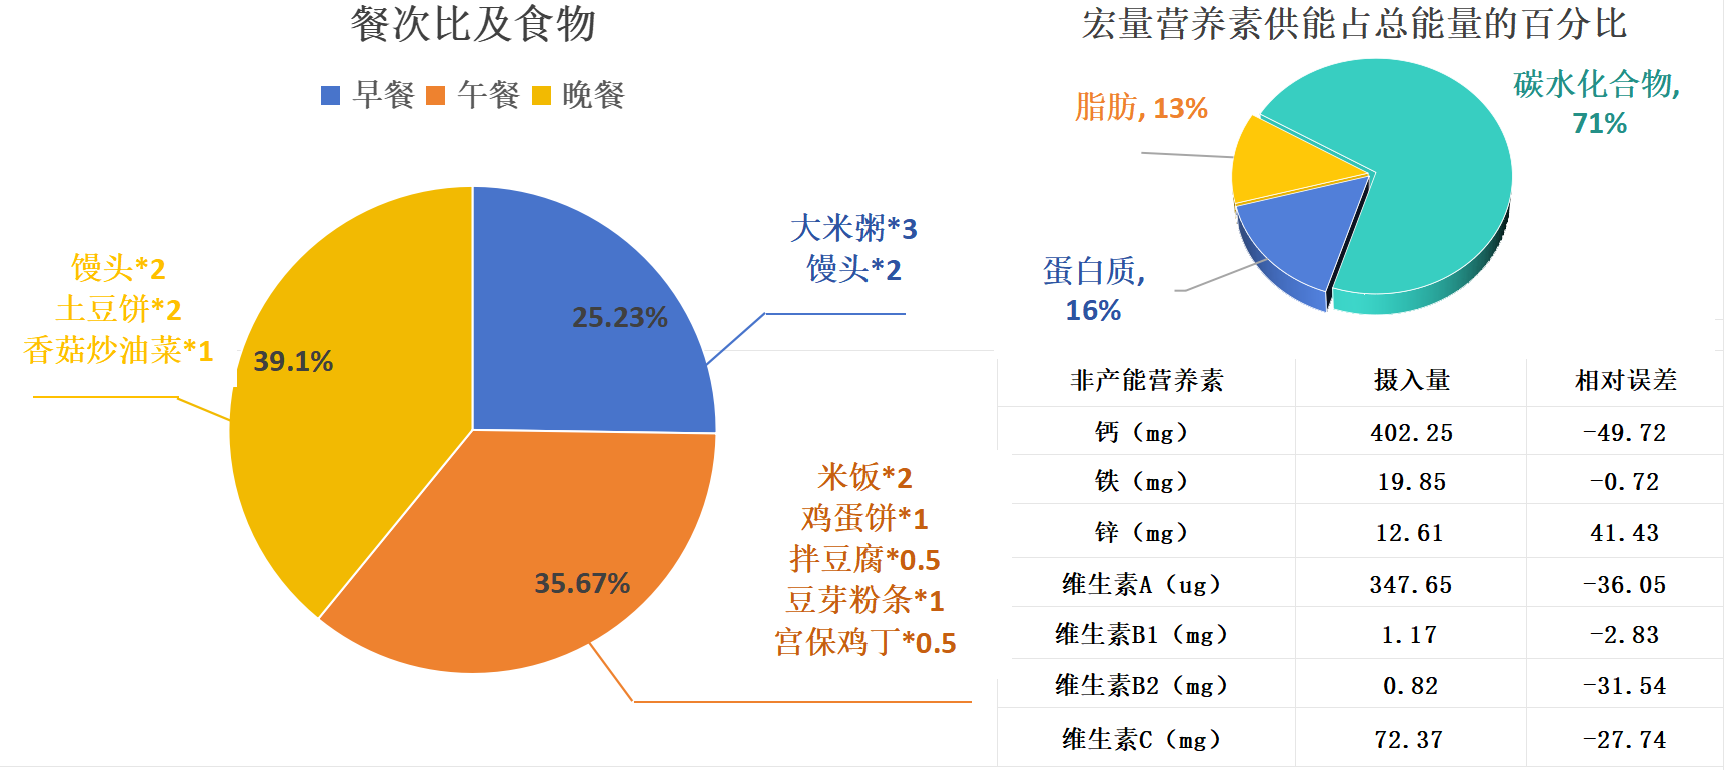 餐次比及食物
早餐 午餐 晚餐
大米粥*3
馒头*2
25.23%
馒头*2
土豆饼*2
香菇炒油菜*1
39.1%
米饭*2
鸡蛋饼*1
拌豆腐*0.5
豆芽粉条*1
宫保鸡丁*0.5
35.67%
宏量营养素供能占总能量的百分比
碳水化合物,
71%
脂肪, 13%
蛋白质,
16%
非产能营养素 摄入量 相对误差
钙（mg） 402.25 -49.72
铁（mg） 19.85 -0.72
锌（mg） 12.61 41.43
维生素A（ug） 347.65 -36.05
维生素B1（mg） 1.17 -2.83
维生素B2（mg） 0.82 -31.54
维生素C（mg） 72.37 -27.74